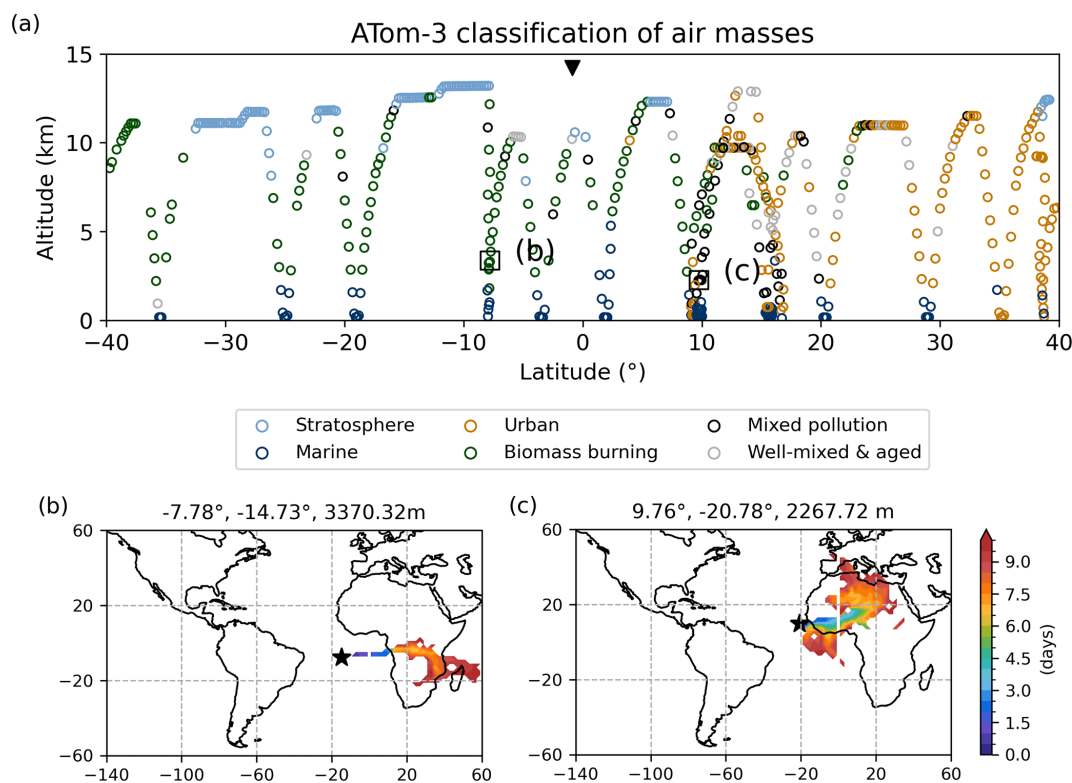 (a)
ATom-3 classification of air masses
15
10
5
0
Altitude (km)
(b)
(c)
−40 −30 −20 −10 0 10 20 30 40
Latitude (°)
Stratosphere Urban Mixed pollution
Marine Biomass burning Well-mixed & aged
(b)
-7.78°, -14.73°, 3370.32m
60
20
−20
−60
−140 −100 −60 −20 20 60
(c)
9.76°, -20.78°, 2267.72 m
60
20
−20
−60
−140 −100 −60 −20 20 60
9.0
7.5
6.0
4.5
3.0
1.5
0.0
(days)